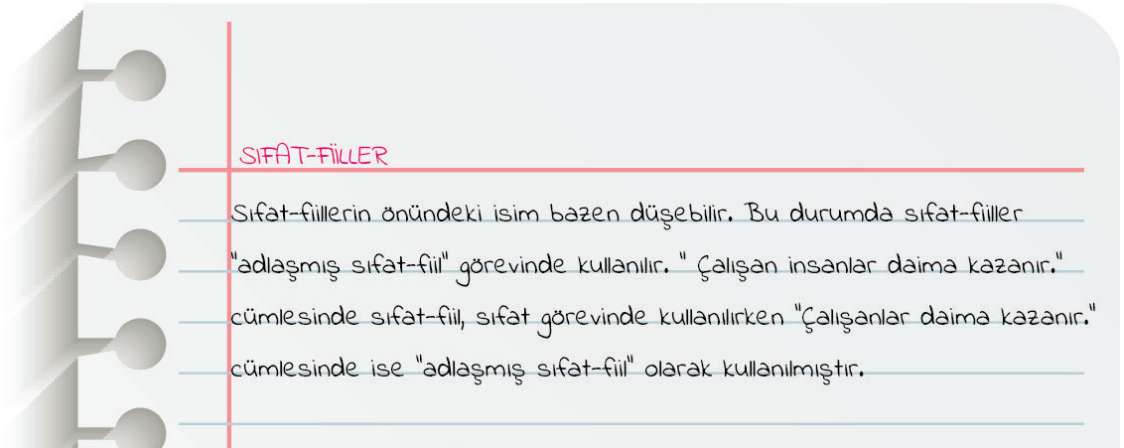 SIFAT-FİİLLER
Sıfat-fiillerin önündeki isim bazen düşebilir. Bu durumda sıfat-fiiller
"adlaşmış sıfat-fiil" görevinde kullanılır. " Çalışan insanlar daima kazanır."
cümlesinde sıfat-fiil, sıfat görevinde kullanılırken "Çalışanlar daima kazanır."
cümlesinde ise "adlaşmış sıfat-fiil" olarak kullanılmıştır.